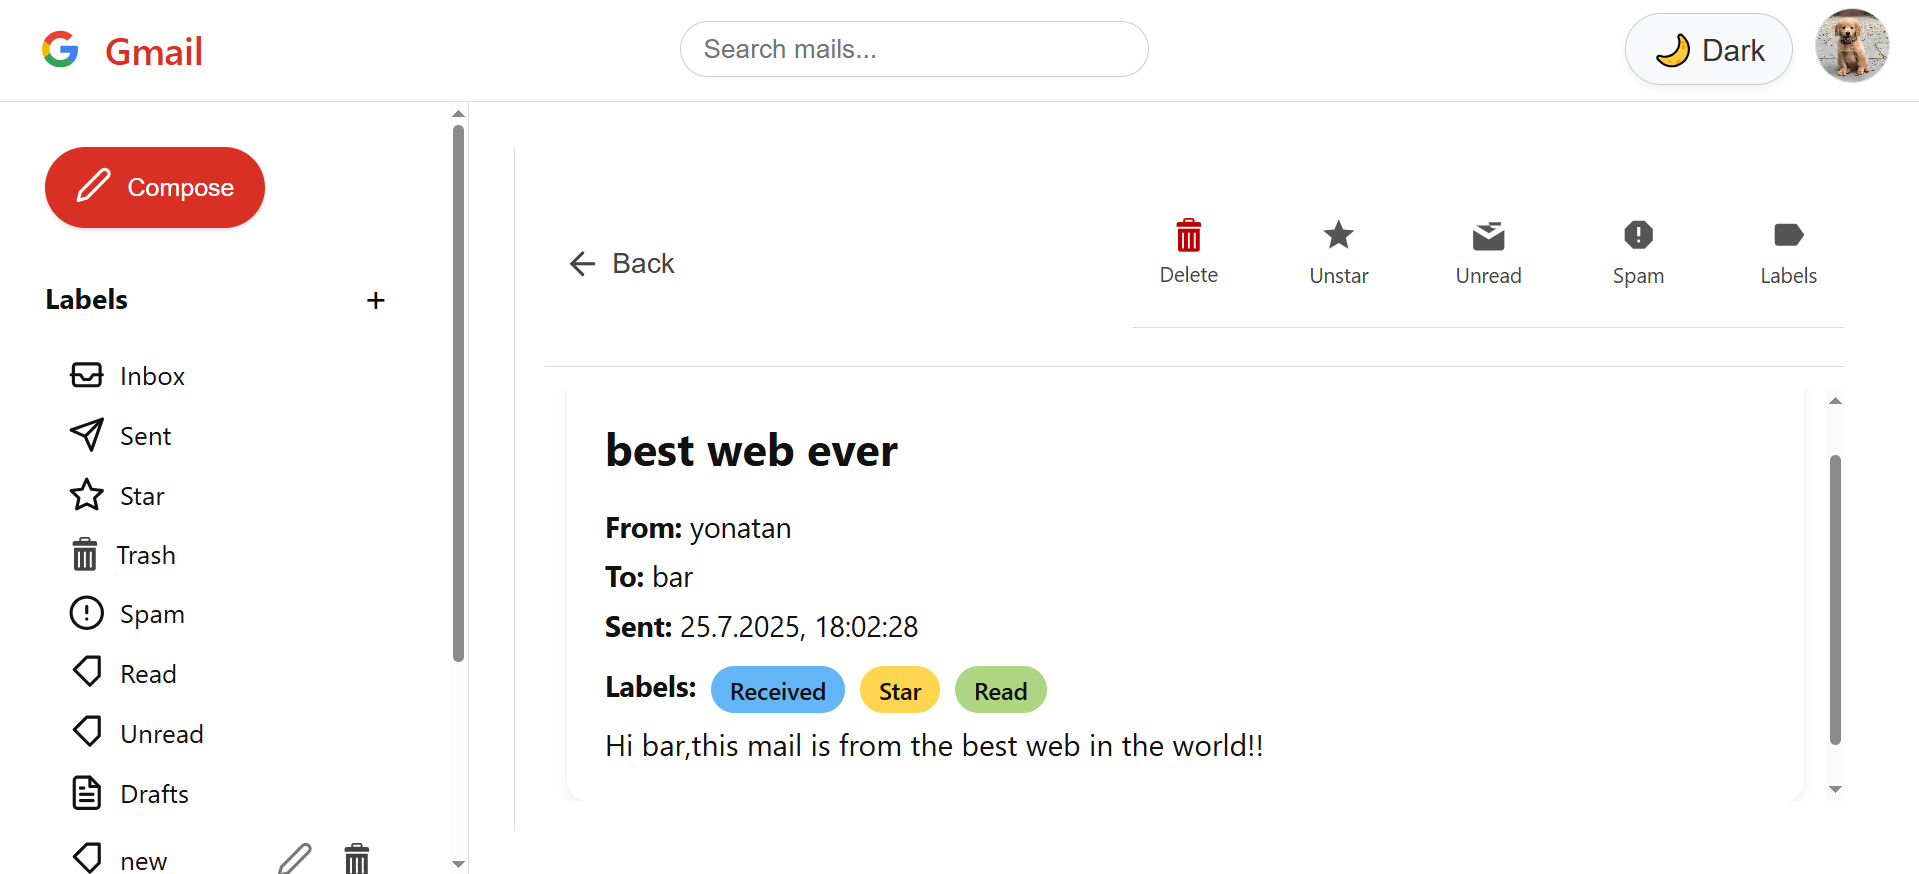 Gmail
Search mails...
Dark
Compose
Labels +
Inbox
Sent
Star
Trash
Spam
Read
Unread
Drafts
new
Back
Delete
Unstar
Unread
Spam
Labels
best web ever
From: yonatan
To: bar
Sent: 25.7.2025, 18:02:28
Labels: Received Star Read
Hi bar,this mail is from the best web in the world!!